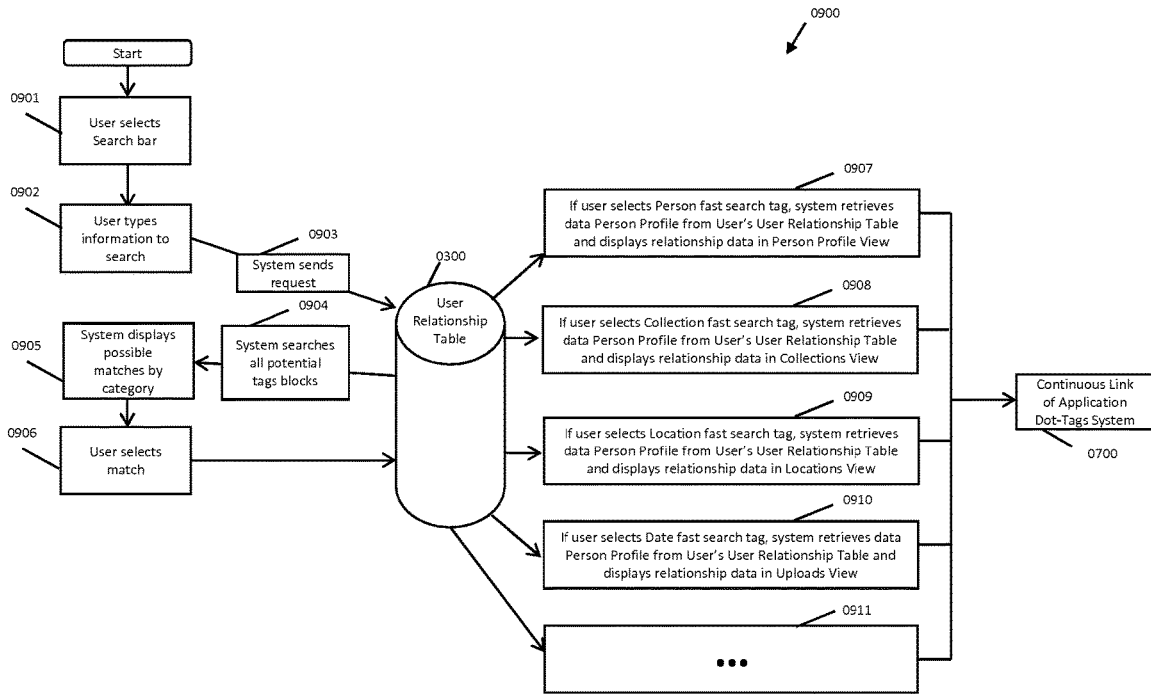 0900
Start
0901
User selects
Search bar
0902
User types
information to
search
0903
System sends
request
0300
User
Relationship
Table
0904
System searches
all potential
tags blocks
0905
System displays
possible
matches by
category
0906
User selects
match
0907
If user selects Person fast search tag, system retrieves
data Person Profile from User's User Relationship Table
and displays relationship data in Person Profile View
0908
If user selects Collection fast search tag, system retrieves
data Person Profile from User's User Relationship Table
and displays relationship data in Collections View
0909
If user selects Location fast search tag, system retrieves
data Person Profile from User's User Relationship Table
and displays relationship data in Locations View
0910
If user selects Date fast search tag, system retrieves data
Person Profile from User's User Relationship Table and
displays relationship data in Uploads View
0911
•••
Continuous Link
of Application
Dot-Tags System
0700